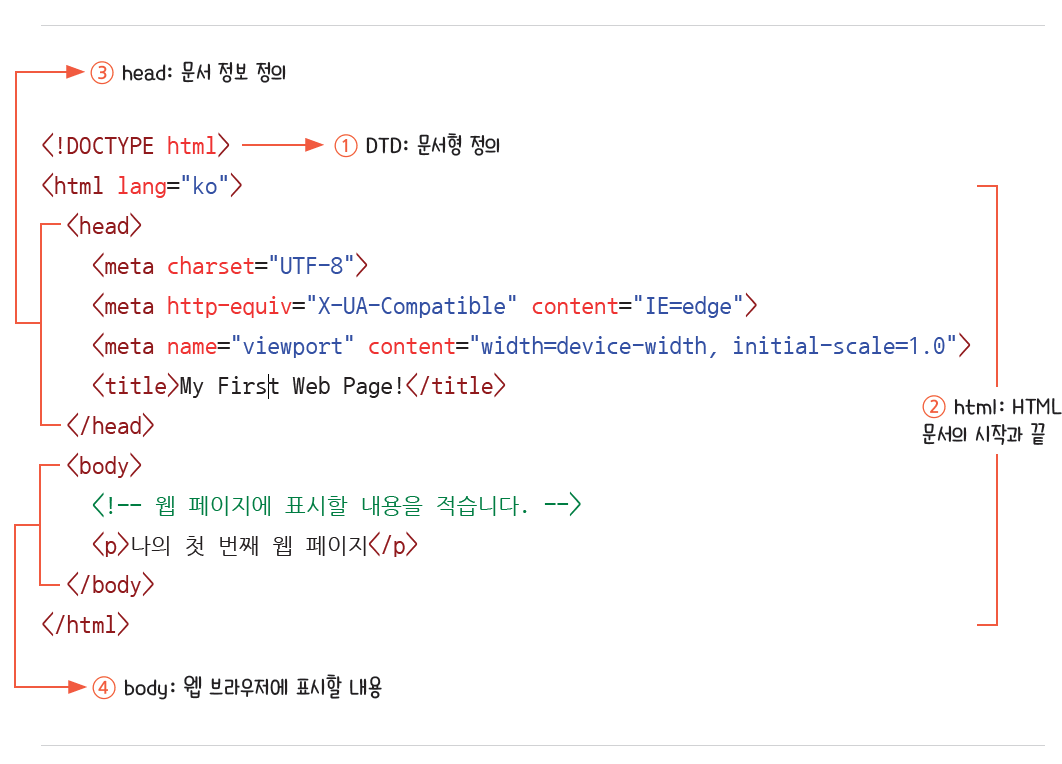 ③ head: 문서 정보 정의
<!DOCTYPE html> ① DTD: 문서형 정의
<html lang="ko">
<head>
<meta charset="UTF-8">
<meta http-equiv="X-UA-Compatible" content="IE=edge">
<meta name="viewport" content="width=device-width, initial-scale=1.0">
<title>My First Web Page!</title>
② html: HTML
문서의 시작과 끝
</head>
<body>
<!-- 웹 페이지에 표시할 내용을 적습니다. -->
<p>나의 첫 번째 웹 페이지</p>
</body>
</html>
④ body: 웹 브라우저에 표시할 내용